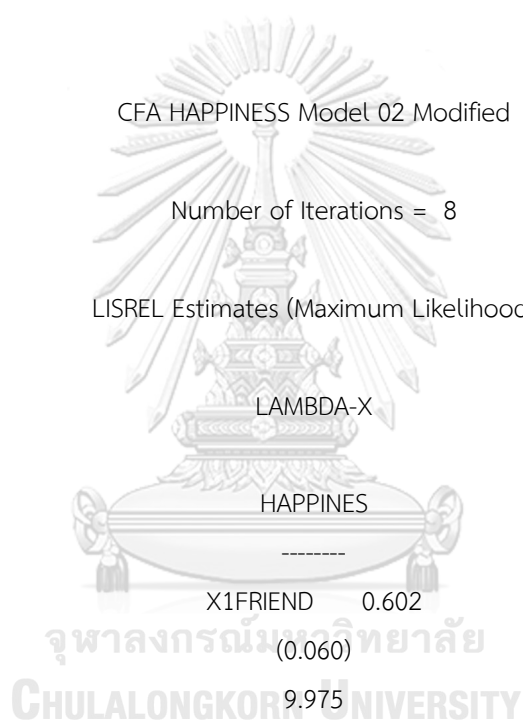 CFA HAPPINESS Model 02 Modified
Number of Iterations = 8
LISREL Estimates (Maximum Likelihood
LAMBDA-X
HAPPINES
--------
X1FRIEND 0.602
จุฬาลงกรณ์มหาวิทยาลัย
(0.060)
CHULALONGKORN UNIVERSITY
9.975